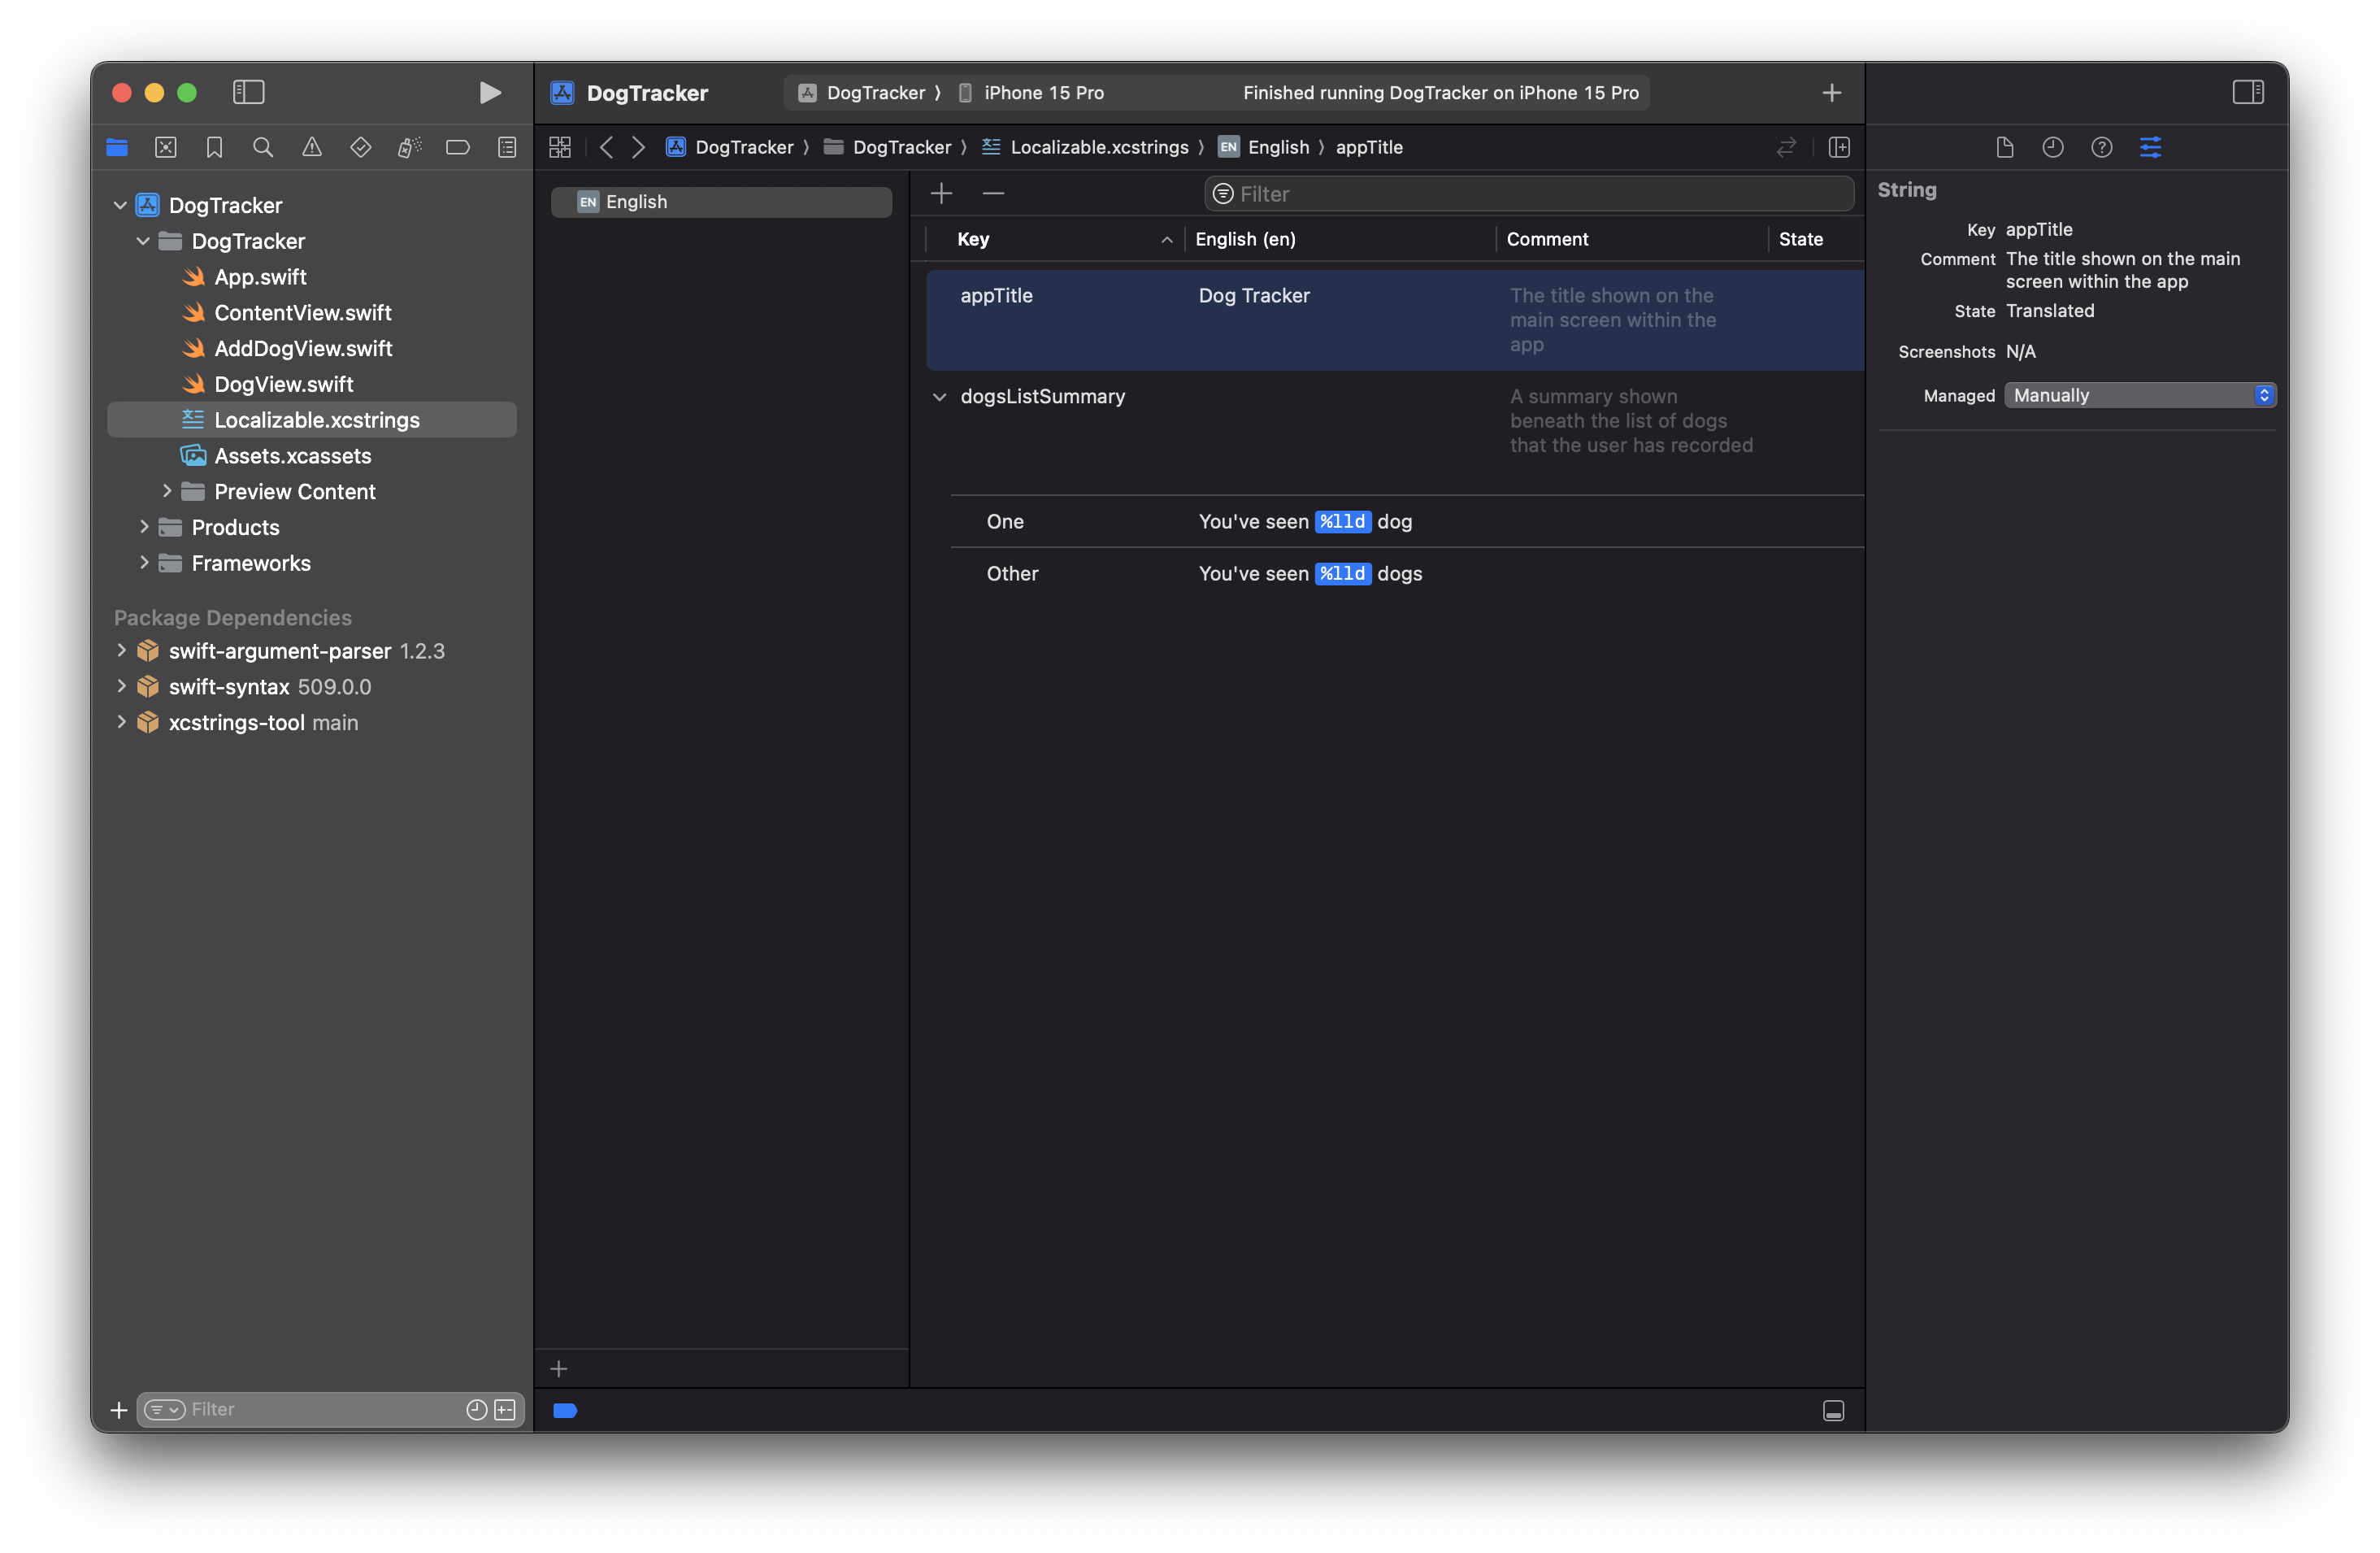 DogTracker
DogTracker 〉 iPhone 15 Pro
Finished running DogTracker on iPhone 15 Pro
DogTracker
DogTracker
App.swift
ContentView.swift
AddDogView.swift
DogView.swift
Localizable.xcstrings
Assets.xcassets
Preview Content
Products
Frameworks
Package Dependencies
swift-argument-parser 1.2.3
swift-syntax 509.0.0
xcstrings-tool main
Filter
DogTracker 〉 DogTracker 〉 Localizable.xcstrings 〉 EN English 〉 appTitle
EN English
Filter
Key English (en) Comment State
appTitle Dog Tracker The title shown on the
main screen within the
app
dogsListSummary A summary shown
beneath the list of dogs
that the user has recorded
One You've seen %lld dog
Other You've seen %lld dogs
String
Key appTitle
Comment The title shown on the main
screen within the app
State Translated
Screenshots N/A
Managed Manually